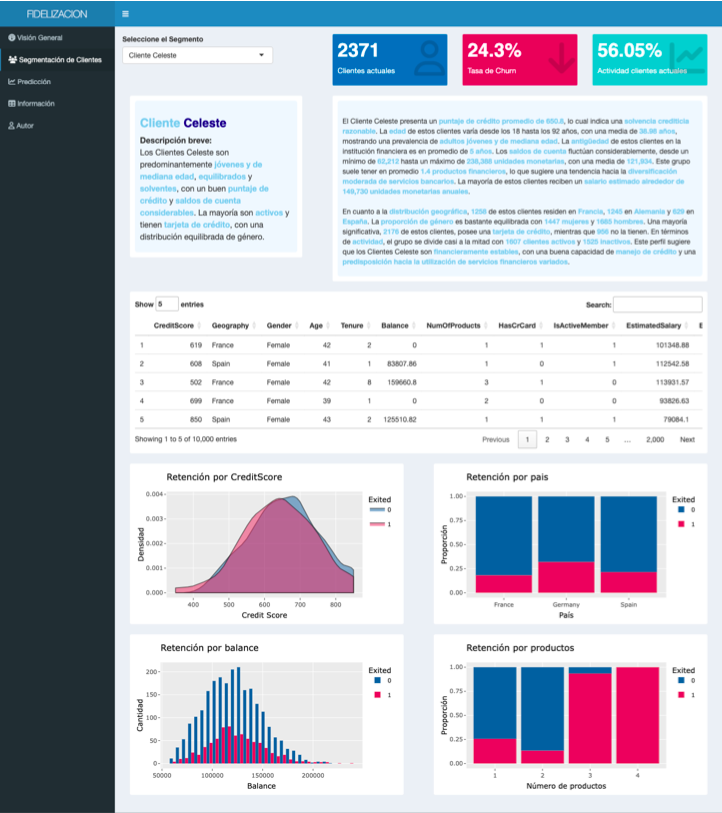 FIDELIZACION
Visión General
Segmentación de Clientes
Predicción
Información
Autor
Seleccione el Segmento
Cliente Celeste
2371
Clientes actuales
24.3%
Tasa de Churn
56.05%
Actividad clientes actuales
Cliente Celeste
Descripción breve:
Los Clientes Celeste son
predominantemente jóvenes y de
mediana edad, equilibrados y
solventes, con un buen puntaje de
crédito y saldos de cuenta
considerables. La mayoría son activos y
tienen tarjeta de crédito, con una
distribución equilibrada de género.
El Cliente Celeste presenta un puntaje de crédito promedio de 650.8, lo cual indica una solvencia crediticia
razonable. La edad de estos clientes varía desde los 18 hasta los 92 años, con una media de 36.98 años,
mostrando una prevalencia de adultos jóvenes y de mediana edad. La antigüedad de estos clientes en la
institución financiera es en promedio de 5 años. Los saldos de cuenta fluctúan considerablemente, desde un
mínimo de 62,212 hasta un máximo de 238,388 unidades monetarias, con una media de 121,934. Este grupo
suele tener en promedio 1.4 productos financieros, lo que sugiere una tendencia hacia la diversificación
moderada de servicios bancarios. La mayoría de estos clientes reciben un salario estimado alrededor de
149,730 unidades monetarias anuales.
En cuanto a la distribución geográfica, 1258 de estos clientes residen en Francia, 1245 en Alemania y 629 en
España. La proporción de género es bastante equilibrada con 1447 mujeres y 1685 hombres. Una mayoría
significativa, 2176 de estos clientes, posee una tarjeta de crédito, mientras que 956 no la tienen. En términos
de actividad, el grupo se divide casi a la mitad con 1607 clientes activos y 1525 inactivos. Este perfil sugiere
que los Clientes Celeste son financieramente estables, con una buena capacidad de manejo de crédito y una
predisposición hacia la utilización de servicios financieros variados.
Show 5 entries Search:
CreditScore Geography Gender Age Tenure Balance NumOfProducts HasCrCard IsActiveMember EstimatedSalary E
1 619 France Female 42 2 0 1 1 1 101348.88
2 608 Spain Female 41 1 83807.86 1 0 1 112542.58
3 502 France Female 42 8 159660.8 3 1 0 113931.57
4 699 France Female 39 1 0 2 0 0 93826.63
5 850 Spain Female 43 2 125510.82 1 1 1 79084.1
Showing 1 to 5 of 10,000 entries Previous 1 2 3 4 5 … 2,000 Next
Retención por CreditScore
Exited
0
1
0.004
0.003
0.002
0.001
0.000
Densidad
400 500 600 700 800
Credit Score
Retención por pais
Exited
0
1
1.00
0.75
0.50
0.25
0.00
Proporción
France Germany Spain
País
Retención por balance
Exited
0
1
200
150
100
50
0
Cantidad
50000 100000 150000 200000
Balance
Retención por productos
Exited
0
1
1.00
0.75
0.50
0.25
0.00
Proporción
1 2 3 4
Número de productos